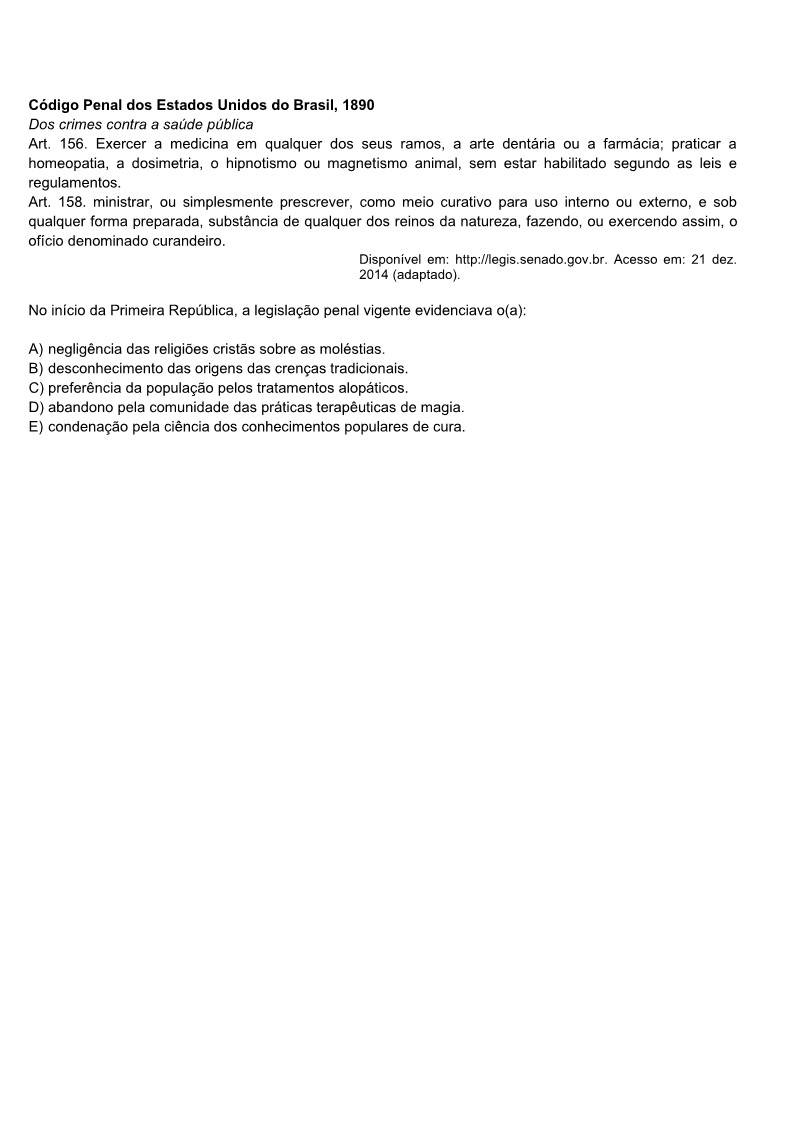 Código Penal dos Estados Unidos do Brasil, 1890
Dos crimes contra a saúde pública
Art. 156. Exercer a medicina em qualquer dos seus ramos, a arte dentária ou a farmácia; praticar a
homeopatia, a dosimetria, o hipnotismo ou magnetismo animal, sem estar habilitado segundo as leis e
regulamentos.
Art. 158. ministrar, ou simplesmente prescrever, como meio curativo para uso interno ou externo, e sob
qualquer forma preparada, substância de qualquer dos reinos da natureza, fazendo, ou exercendo assim, o
ofício denominado curandeiro.
Disponível em: http://legis.senado.gov.br. Acesso em: 21 dez.
2014 (adaptado).
No início da Primeira República, a legislação penal vigente evidenciava o(a):
A) negligência das religiões cristãs sobre as moléstias.
B) desconhecimento das origens das crenças tradicionais.
C) preferência da população pelos tratamentos alopáticos.
D) abandono pela comunidade das práticas terapêuticas de magia.
E) condenação pela ciência dos conhecimentos populares de cura.